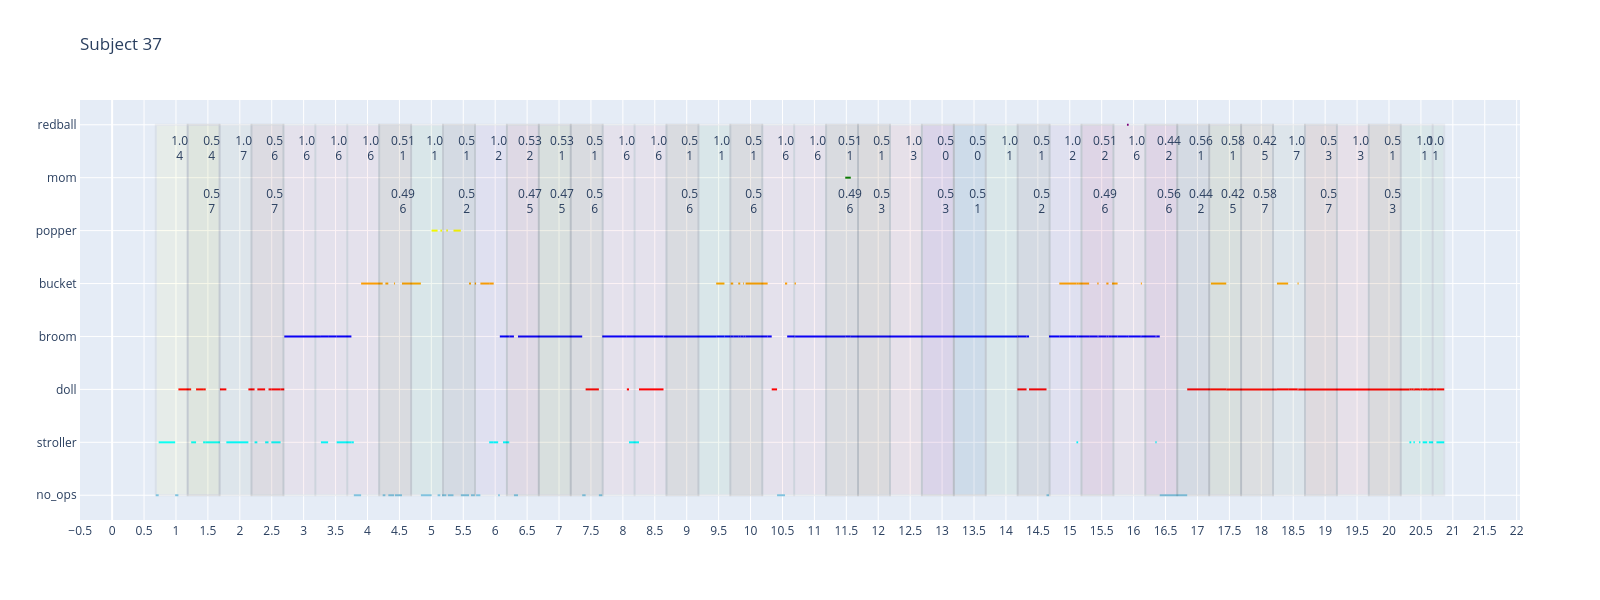 Subject 37
redball
1.0 0.5 1.0 0.5 1.0 1.0 1.0 0.51 1.0 0.5 1.0 0.53 0.53 0.5 1.0 1.0 0.5 1.0 0.5 1.0 1.0 0.51 0.5 1.0 0.5 0.5 1.0 0.5 1.0 0.51 1.0 0.44 0.56 0.58 0.42 1.0 0.5 1.0 0.5 1.0 1.0
4 4 7 6 6 6 6 1 1 1 2 2 1 1 6 6 1 1 1 6 6 1 1 3 0 0 1 1 2 2 6 2 1 1 5 7 3 3 1 1 1
mom
0.5 0.5 0.49 0.5 0.47 0.47 0.5 0.5 0.5 0.49 0.5 0.5 0.5 0.5 0.49 0.56 0.44 0.42 0.58 0.5 0.5
7 7 6 2 5 5 6 6 6 6 3 3 1 2 6 6 2 5 7 7 3
popper
bucket
broom
doll
stroller
no_ops
−0.5 0 0.5 1 1.5 2 2.5 3 3.5 4 4.5 5 5.5 6 6.5 7 7.5 8 8.5 9 9.5 10 10.5 11 11.5 12 12.5 13 13.5 14 14.5 15 15.5 16 16.5 17 17.5 18 18.5 19 19.5 20 20.5 21 21.5 22